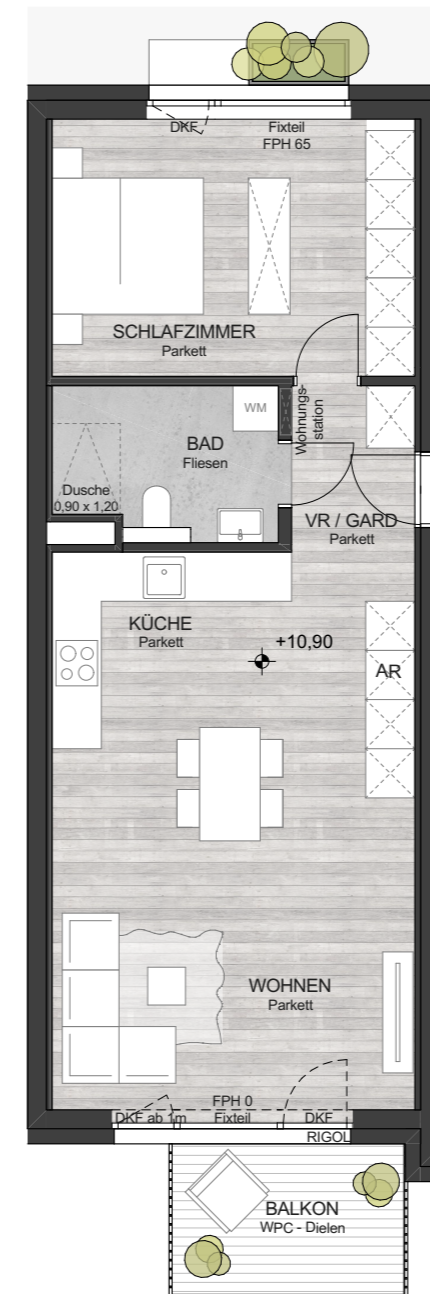 DKF
Fixteil
FPH 65
SCHLAFZIMMER
Parkett
Wohnungs-
station
WM
BAD
Fliesen
Dusche
0,90 x 1,20
VR / GARD
Parkett
KÜCHE
Parkett
+10,90
AR
WOHNEN
Parkett
FPH 0
DKF ab 1m
Fixteil
DKF
RIGOL
BALKON
WPC - Dielen